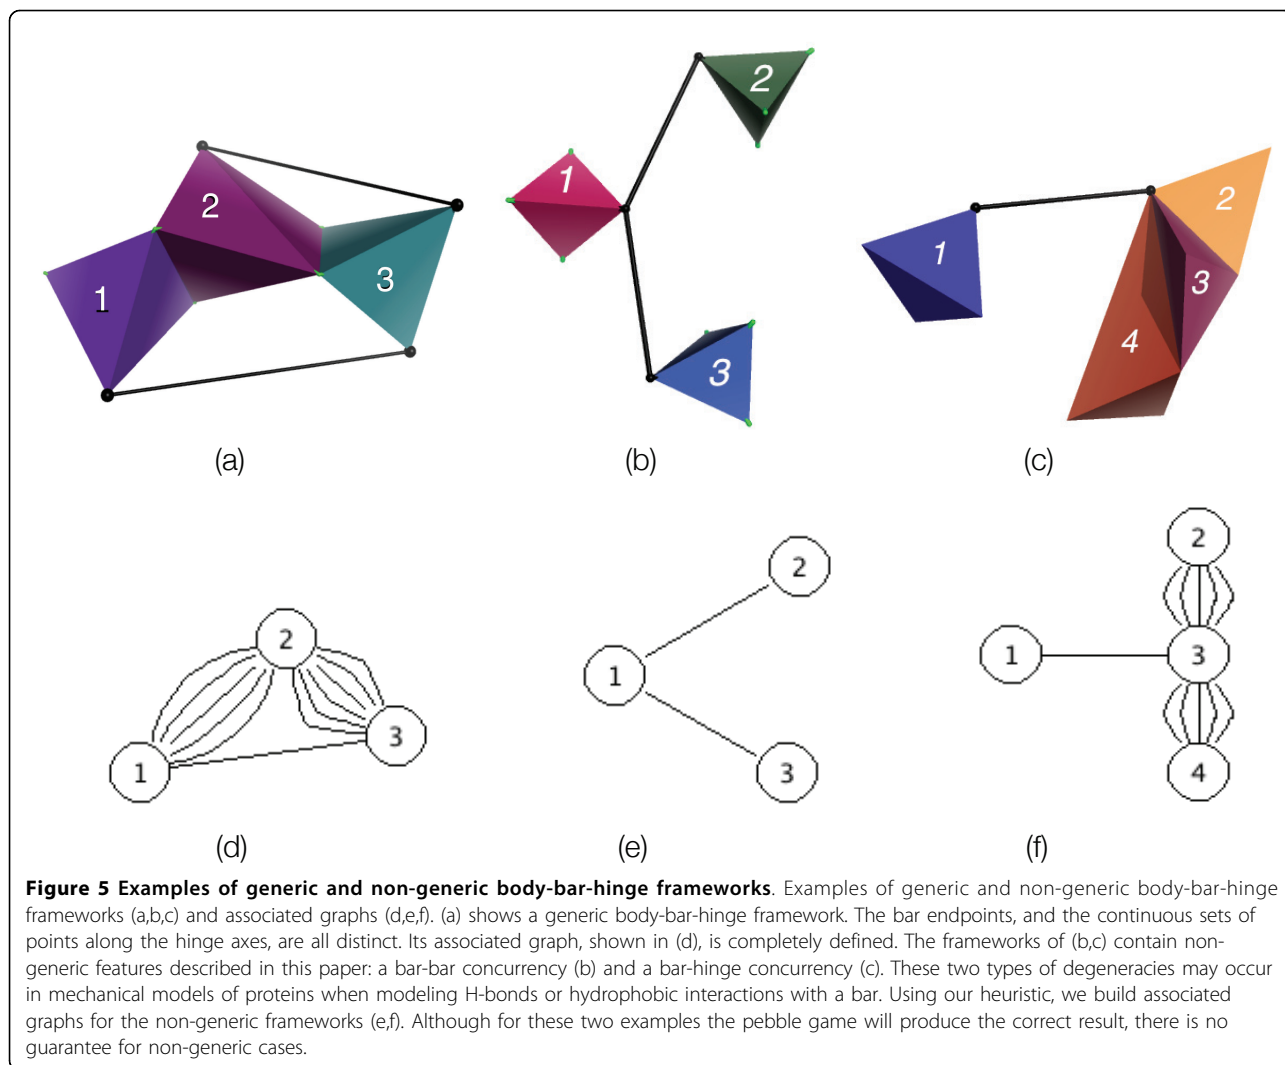 2
1
3
1
2
3
1
2
3
4
(a)
(b)
(c)
2
1
3
2
1
3
2
1
3
4
(d)
(e)
(f)
Figure 5 Examples of generic and non-generic body-bar-hinge frameworks. Examples of generic and non-generic body-bar-hinge
frameworks (a,b,c) and associated graphs (d,e,f). (a) shows a generic body-bar-hinge framework. The bar endpoints, and the continuous sets of
points along the hinge axes, are all distinct. Its associated graph, shown in (d), is completely defined. The frameworks of (b,c) contain non-
generic features described in this paper: a bar-bar concurrency (b) and a bar-hinge concurrency (c). These two types of degeneracies may occur
in mechanical models of proteins when modeling H-bonds or hydrophobic interactions with a bar. Using our heuristic, we build associated
graphs for the non-generic frameworks (e,f). Although for these two examples the pebble game will produce the correct result, there is no
guarantee for non-generic cases.